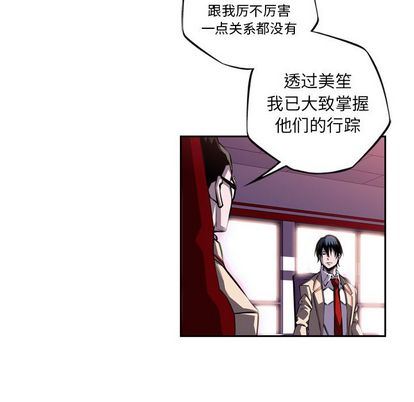 跟我厉不厉害
一点关系都没有
透过美笙
我已大致掌握
他们的行踪